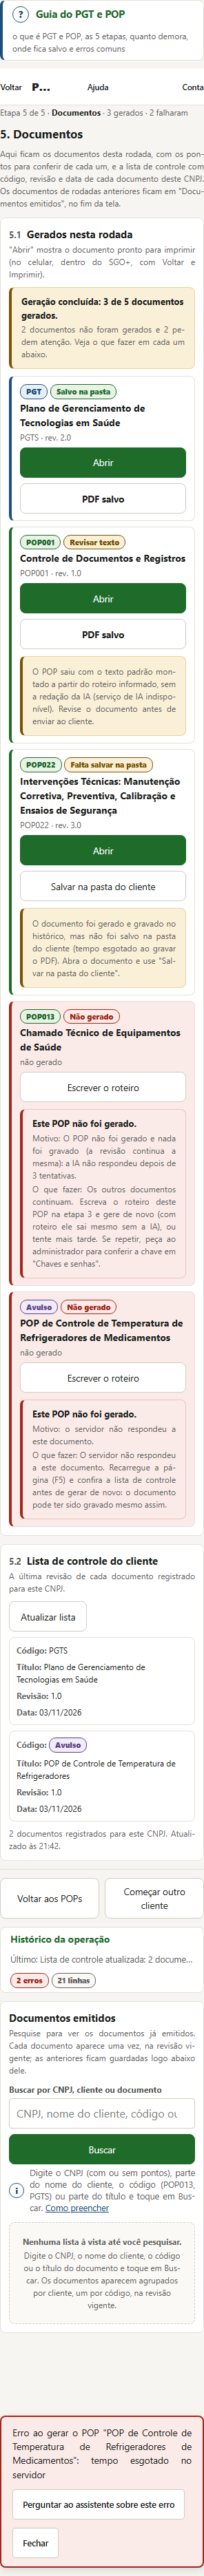 ?
Guia do PGT e POP
o que é PGT e POP, as 5 etapas, quanto demora,
onde fica salvo e erros comuns
Voltar P... Ajuda Conta
Etapa 5 de 5 · Documentos · 3 gerados · 2 falharam
5. Documentos
Aqui ficam os documentos desta rodada, com os pon-
tos para conferir de cada um, e a lista de controle com
código, revisão e data de cada documento deste CNPJ.
Os documentos de rodadas anteriores ficam em "Docu-
mentos emitidos", no fim da tela.
5.1 Gerados nesta rodada
"Abrir" mostra o documento pronto para imprimir
(no celular, dentro do SGO+, com Voltar e
Imprimir).
Geração concluída: 3 de 5 documentos
gerados.
2 documentos não foram gerados e 2 pe-
dem atenção. Veja o que fazer em cada um
abaixo.
PGT Salvo na pasta
Plano de Gerenciamento de
Tecnologias em Saúde
PGTS · rev. 2.0
Abrir
PDF salvo
POP001 Revisar texto
Controle de Documentos e Registros
POP001 · rev. 1.0
Abrir
PDF salvo
O POP saiu com o texto padrão mon-
tado a partir do roteiro informado, sem
a redação da IA (serviço de IA indispo-
nível). Revise o documento antes de
enviar ao cliente.
POP022 Falta salvar na pasta
Intervenções Técnicas: Manutenção
Corretiva, Preventiva, Calibração e
Ensaios de Segurança
POP022 · rev. 3.0
Abrir
Salvar na pasta do cliente
O documento foi gerado e gravado no
histórico, mas não foi salvo na pasta
do cliente (tempo esgotado ao gravar
o PDF). Abra o documento e use "Sal-
var na pasta do cliente".
POP013 Não gerado
Chamado Técnico de Equipamentos
de Saúde
não gerado
Escrever o roteiro
Este POP não foi gerado.
Motivo: O POP não foi gerado e nada
foi gravado (a revisão continua a
mesma): a IA não respondeu depois de
3 tentativas.
O que fazer: Os outros documentos
continuam. Escreva o roteiro deste
POP na etapa 3 e gere de novo (com
roteiro ele sai mesmo sem a IA), ou
tente mais tarde. Se repetir, peça ao
administrador para conferir a chave em
"Chaves e senhas".
Avulso Não gerado
POP de Controle de Temperatura de
Refrigeradores de Medicamentos
não gerado
Escrever o roteiro
Este POP não foi gerado.
Motivo: o servidor não respondeu a
este documento.
O que fazer: O servidor não respondeu
a este documento. Recarregue a pá-
gina (F5) e confira a lista de controle
antes de gerar de novo: o documento
pode ter sido gravado mesmo assim.
5.2 Lista de controle do cliente
A última revisão de cada documento registrado
para este CNPJ.
Atualizar lista
Código: PGTS
Título: Plano de Gerenciamento de
Tecnologias em Saúde
Revisão: 1.0
Data: 03/11/2026
Código: Avulso
Título: POP de Controle de Temperatura de
Refrigeradores
Revisão: 1.0
Data: 03/11/2026
2 documentos registrados para este CNPJ. Atuali-
zado às 21:42.
Voltar aos POPs
Começar outro
cliente
Histórico da operação
Último: Lista de controle atualizada: 2 docume...
2 erros 21 linhas
Documentos emitidos
Pesquise para ver os documentos já emitidos.
Cada documento aparece uma vez, na revisão vi-
gente; as anteriores ficam guardadas logo abaixo
dele.
Buscar por CNPJ, cliente ou documento
CNPJ, nome do cliente, código ou
Buscar
i
Digite o CNPJ (com ou sem pontos), parte
do nome do cliente, o código (POP013,
PGTS) ou parte do título e toque em Bus-
car. Como preencher
Nenhuma lista à vista até você pesquisar.
Digite o CNPJ, o nome do cliente, o código
ou o título do documento e toque em Bus-
car. Os documentos aparecem agrupados
por cliente, um por código, na revisão
vigente.
Erro ao gerar o POP "POP de Controle de
Temperatura de Refrigeradores de
Medicamentos": tempo esgotado no
servidor
Perguntar ao assistente sobre este erro
Fechar